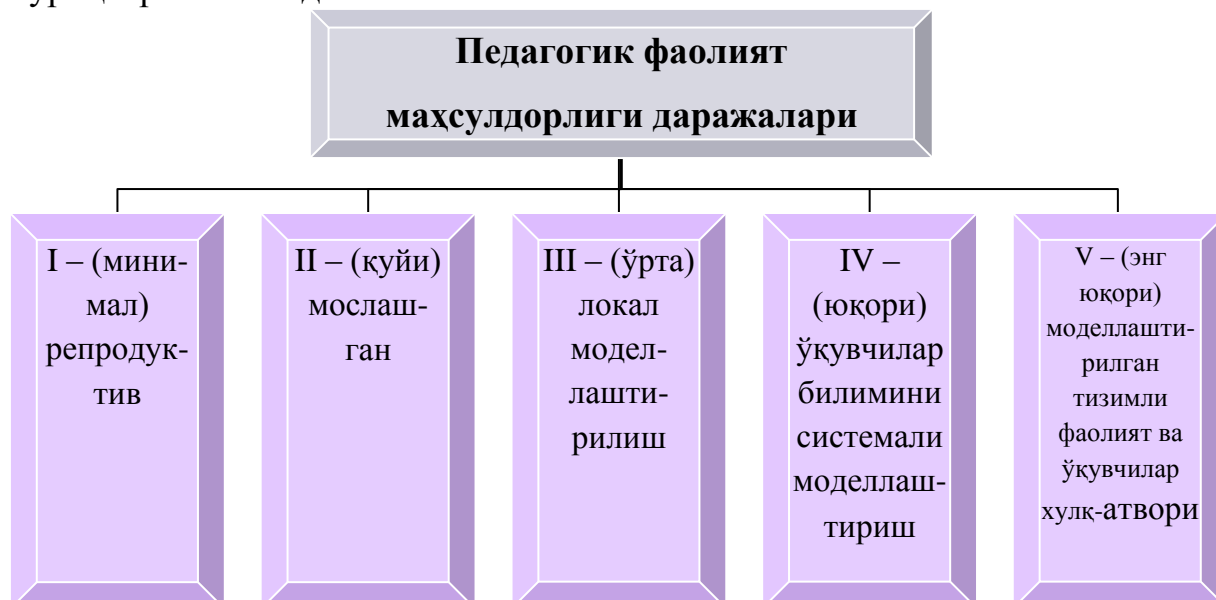 Педагогик фаолият
маҳсулдорлиги даражалари
I – (мини-
мал)
репродук-
тив
II – (қуйи)
мослаш-
ган
III – (ўрта)
локал
модел-
лашти-
рилиш
IV –
(юқори)
ўқувчилар
билимини
системали
моделлаш-
тириш
V – (энг
юқори)
моделлашти-
рилган
тизимли
фаолият ва
ўқувчилар
хулқ-атвори